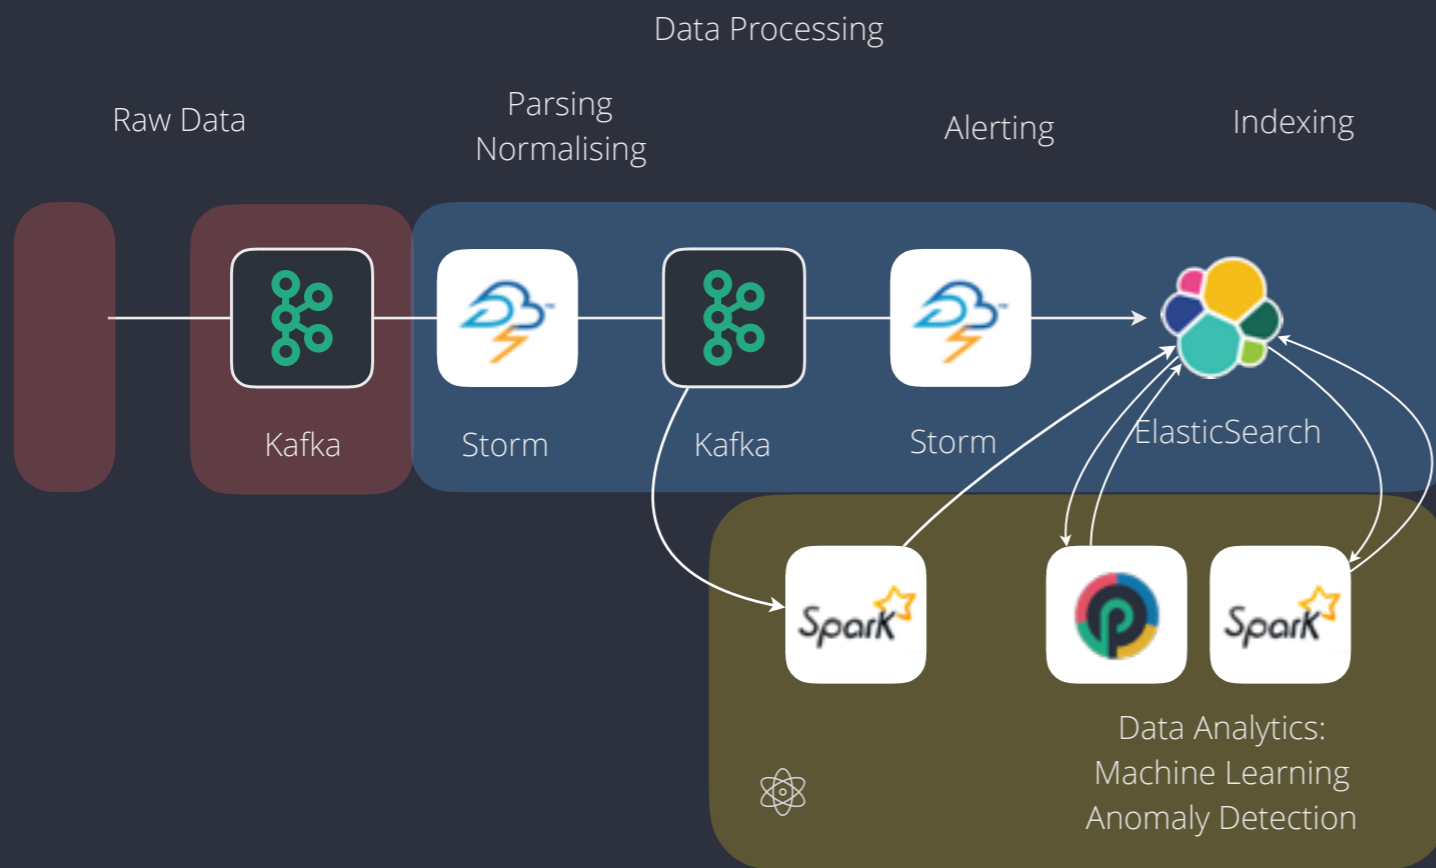 Data Processing
Raw Data
Parsing
Normalising
Alerting
Indexing
Kafka
Storm
Kafka
Storm
ElasticSearch
Spark
Spark
Data Analytics:
Machine Learning
Anomaly Detection